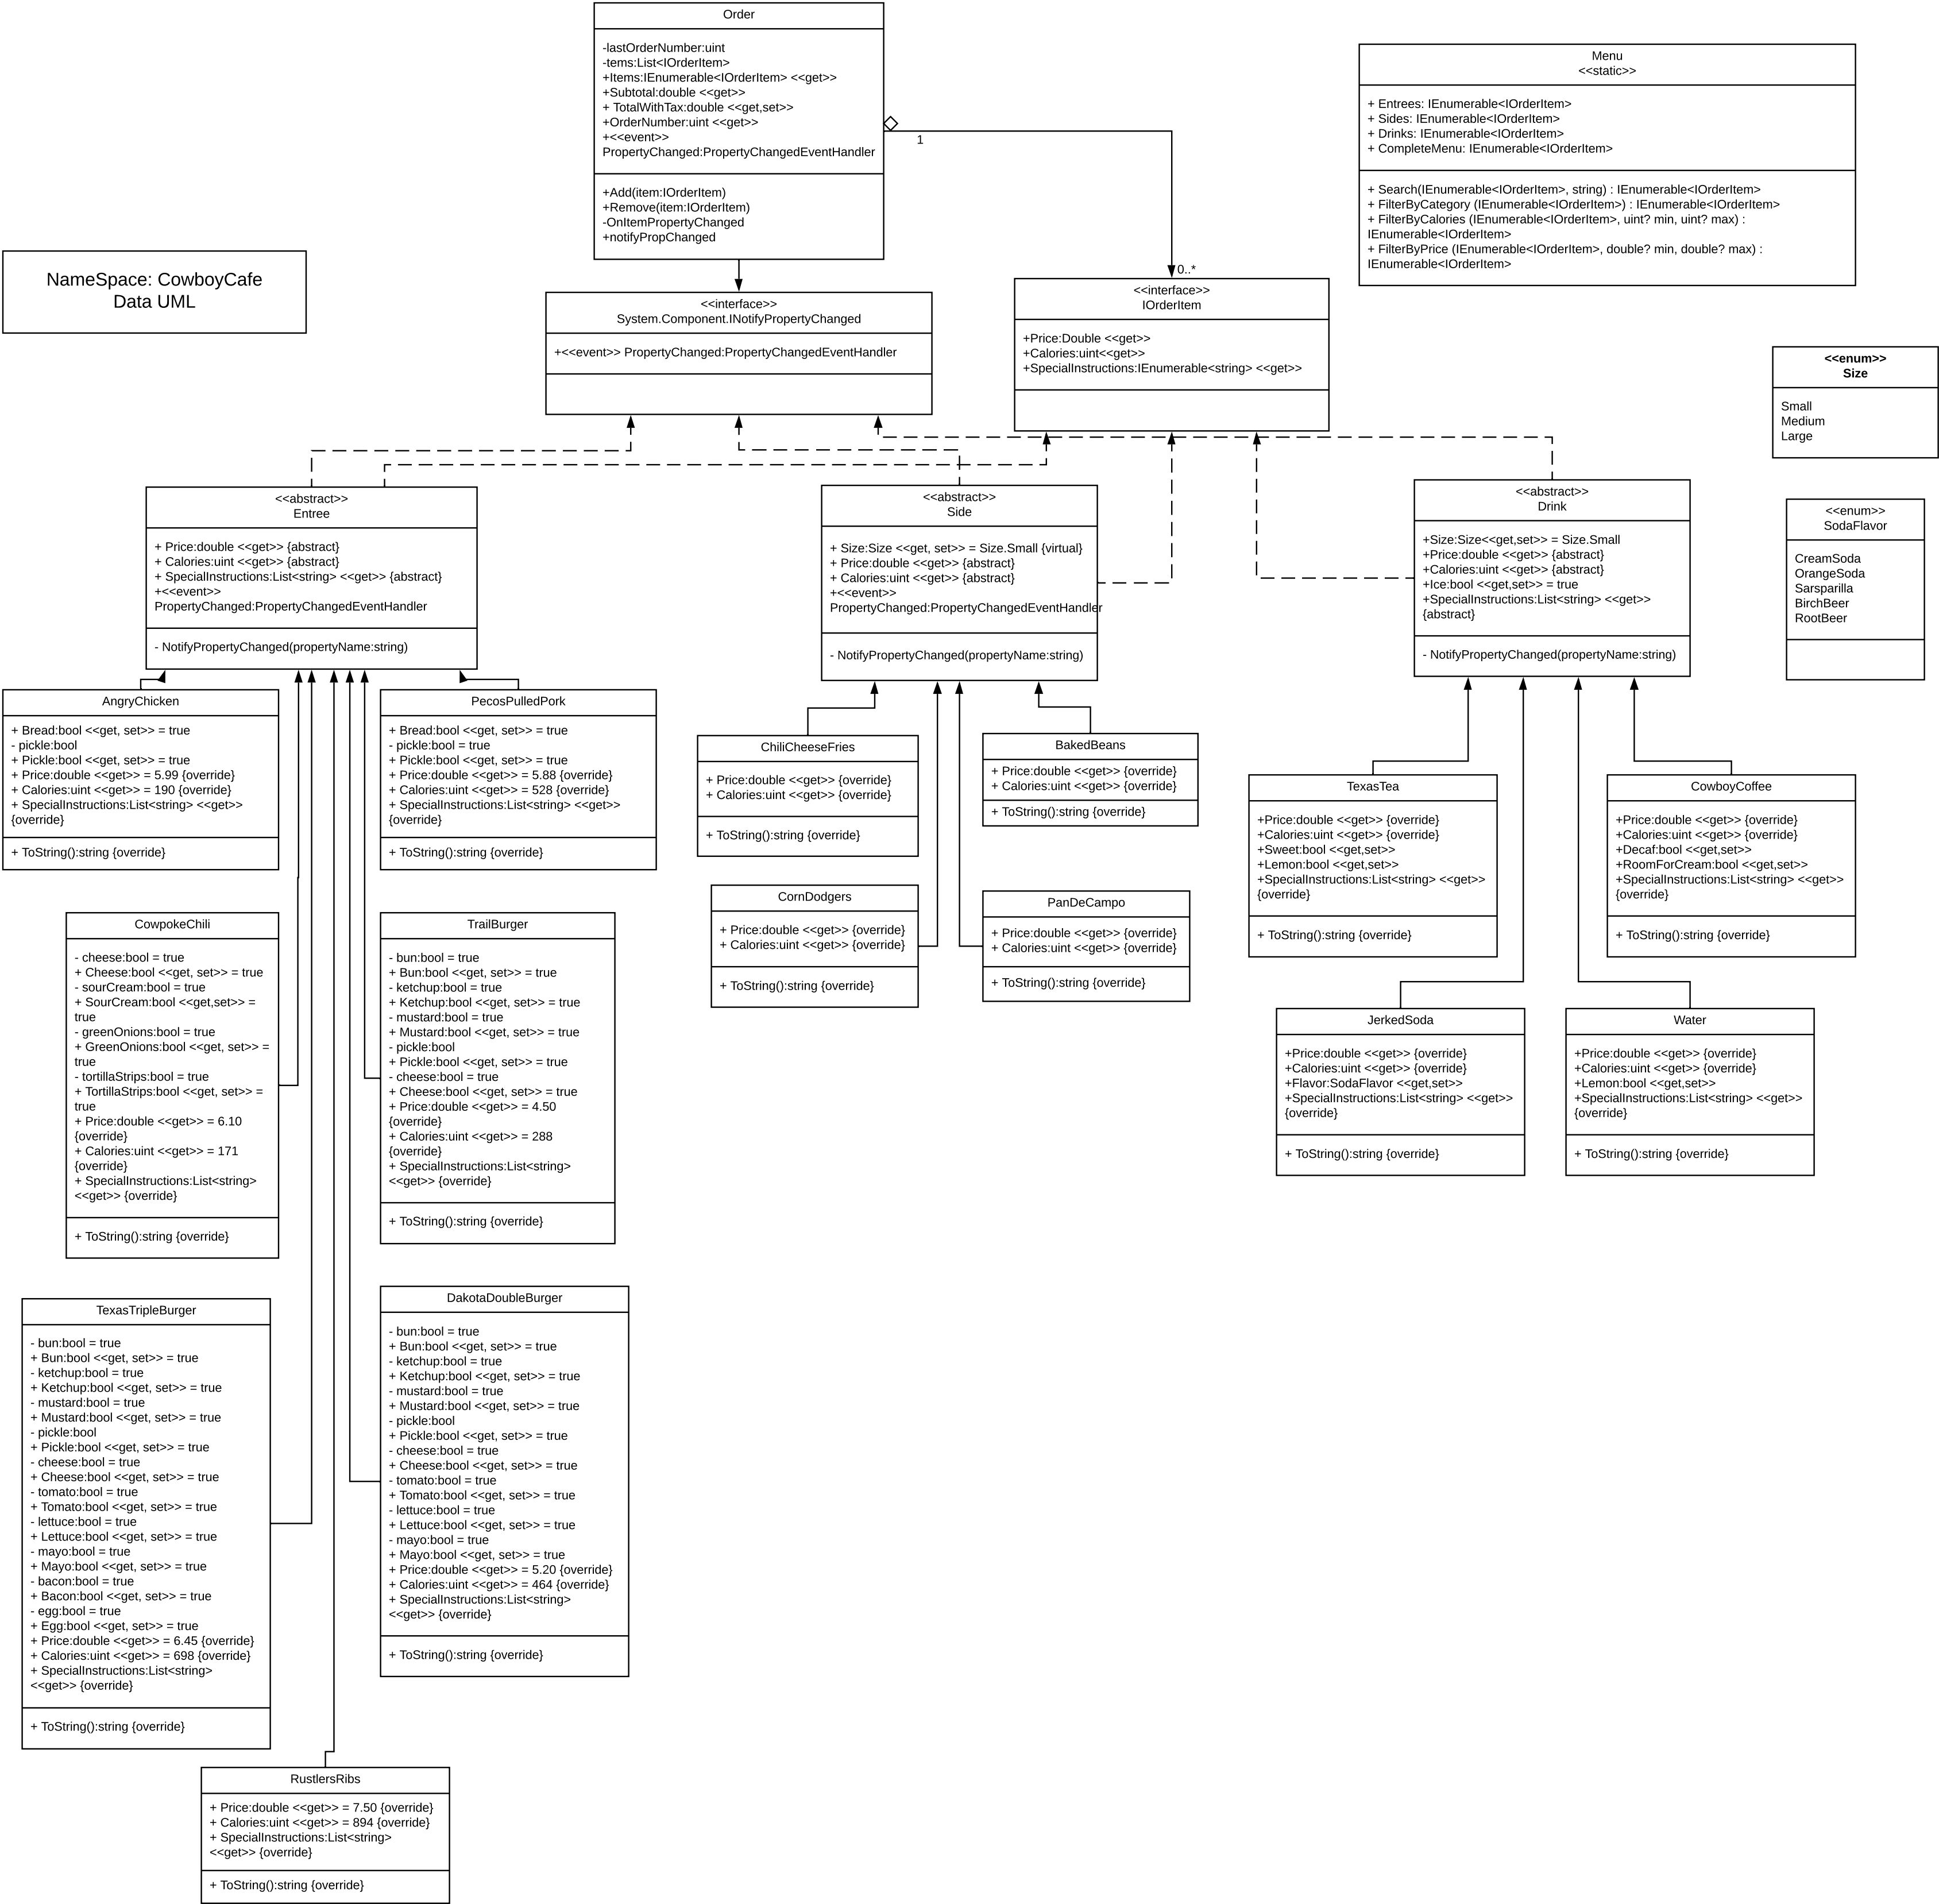 Order
-lastOrderNumber:uint
-tems:List<IOrderItem>
+Items:IEnumerable<IOrderItem> <<get>>
+Subtotal:double <<get>>
+ TotalWithTax:double <<get,set>>
+OrderNumber:uint <<get>>
+<<event>>
PropertyChanged:PropertyChangedEventHandler
+Add(item:IOrderItem)
+Remove(item:IOrderItem)
-OnItemPropertyChanged
+notifyPropChanged
1
0..*
Menu
<<static>>
+ Entrees: IEnumerable<IOrderItem>
+ Sides: IEnumerable<IOrderItem>
+ Drinks: IEnumerable<IOrderItem>
+ CompleteMenu: IEnumerable<IOrderItem>
+ Search(IEnumerable<IOrderItem>, string) : IEnumerable<IOrderItem>
+ FilterByCategory (IEnumerable<IOrderItem>) : IEnumerable<IOrderItem>
+ FilterByCalories (IEnumerable<IOrderItem>, uint? min, uint? max) :
IEnumerable<IOrderItem>
+ FilterByPrice (IEnumerable<IOrderItem>, double? min, double? max) :
IEnumerable<IOrderItem>
NameSpace: CowboyCafe
Data UML
<<interface>>
System.Component.INotifyPropertyChanged
+<<event>> PropertyChanged:PropertyChangedEventHandler
<<interface>>
IOrderItem
+Price:Double <<get>>
+Calories:uint<<get>>
+SpecialInstructions:IEnumerable<string> <<get>>
<<enum>>
Size
Small
Medium
Large
<<abstract>>
Entree
+ Price:double <<get>> {abstract}
+ Calories:uint <<get>> {abstract}
+ SpecialInstructions:List<string> <<get>> {abstract}
+<<event>>
PropertyChanged:PropertyChangedEventHandler
- NotifyPropertyChanged(propertyName:string)
<<abstract>>
Side
+ Size:Size <<get, set>> = Size.Small {virtual}
+ Price:double <<get>> {abstract}
+ Calories:uint <<get>> {abstract}
+<<event>>
PropertyChanged:PropertyChangedEventHandler
- NotifyPropertyChanged(propertyName:string)
<<abstract>>
Drink
+Size:Size<<get,set>> = Size.Small
+Price:double <<get>> {abstract}
+Calories:uint <<get>> {abstract}
+Ice:bool <<get,set>> = true
+SpecialInstructions:List<string> <<get>>
{abstract}
- NotifyPropertyChanged(propertyName:string)
<<enum>>
SodaFlavor
CreamSoda
OrangeSoda
Sarsparilla
BirchBeer
RootBeer
AngryChicken
+ Bread:bool <<get, set>> = true
- pickle:bool
+ Pickle:bool <<get, set>> = true
+ Price:double <<get>> = 5.99 {override}
+ Calories:uint <<get>> = 190 {override}
+ SpecialInstructions:List<string> <<get>>
{override}
+ ToString():string {override}
PecosPulledPork
+ Bread:bool <<get, set>> = true
- pickle:bool = true
+ Pickle:bool <<get, set>> = true
+ Price:double <<get>> = 5.88 {override}
+ Calories:uint <<get>> = 528 {override}
+ SpecialInstructions:List<string> <<get>>
{override}
+ ToString():string {override}
ChiliCheeseFries
+ Price:double <<get>> {override}
+ Calories:uint <<get>> {override}
+ ToString():string {override}
BakedBeans
+ Price:double <<get>> {override}
+ Calories:uint <<get>> {override}
+ ToString():string {override}
TexasTea
+Price:double <<get>> {override}
+Calories:uint <<get>> {override}
+Sweet:bool <<get,set>>
+Lemon:bool <<get,set>>
+SpecialInstructions:List<string> <<get>>
{override}
+ ToString():string {override}
CowboyCoffee
+Price:double <<get>> {override}
+Calories:uint <<get>> {override}
+Decaf:bool <<get,set>>
+RoomForCream:bool <<get,set>>
+SpecialInstructions:List<string> <<get>>
{override}
+ ToString():string {override}
CowpokeChili
- cheese:bool = true
+ Cheese:bool <<get, set>> = true
- sourCream:bool = true
+ SourCream:bool <<get,set>> =
true
- greenOnions:bool = true
+ GreenOnions:bool <<get, set>> =
true
- tortillaStrips:bool = true
+ TortillaStrips:bool <<get, set>> =
true
+ Price:double <<get>> = 6.10
{override}
+ Calories:uint <<get>> = 171
{override}
+ SpecialInstructions:List<string>
<<get>> {override}
+ ToString():string {override}
TrailBurger
- bun:bool = true
+ Bun:bool <<get, set>> = true
- ketchup:bool = true
+ Ketchup:bool <<get, set>> = true
- mustard:bool = true
+ Mustard:bool <<get, set>> = true
- pickle:bool
+ Pickle:bool <<get, set>> = true
- cheese:bool = true
+ Cheese:bool <<get, set>> = true
+ Price:double <<get>> = 4.50
{override}
+ Calories:uint <<get>> = 288
{override}
+ SpecialInstructions:List<string>
<<get>> {override}
+ ToString():string {override}
CornDodgers
+ Price:double <<get>> {override}
+ Calories:uint <<get>> {override}
+ ToString():string {override}
PanDeCampo
+ Price:double <<get>> {override}
+ Calories:uint <<get>> {override}
+ ToString():string {override}
JerkedSoda
+Price:double <<get>> {override}
+Calories:uint <<get>> {override}
+Flavor:SodaFlavor <<get,set>>
+SpecialInstructions:List<string> <<get>>
{override}
+ ToString():string {override}
Water
+Price:double <<get>> {override}
+Calories:uint <<get>> {override}
+Lemon:bool <<get,set>>
+SpecialInstructions:List<string> <<get>>
{override}
+ ToString():string {override}
TexasTripleBurger
- bun:bool = true
+ Bun:bool <<get, set>> = true
- ketchup:bool = true
+ Ketchup:bool <<get, set>> = true
- mustard:bool = true
+ Mustard:bool <<get, set>> = true
- pickle:bool
+ Pickle:bool <<get, set>> = true
- cheese:bool = true
+ Cheese:bool <<get, set>> = true
- tomato:bool = true
+ Tomato:bool <<get, set>> = true
- lettuce:bool = true
+ Lettuce:bool <<get, set>> = true
- mayo:bool = true
+ Mayo:bool <<get, set>> = true
- bacon:bool = true
+ Bacon:bool <<get, set>> = true
- egg:bool = true
+ Egg:bool <<get, set>> = true
+ Price:double <<get>> = 6.45 {override}
+ Calories:uint <<get>> = 698 {override}
+ SpecialInstructions:List<string>
<<get>> {override}
+ ToString():string {override}
DakotaDoubleBurger
- bun:bool = true
+ Bun:bool <<get, set>> = true
- ketchup:bool = true
+ Ketchup:bool <<get, set>> = true
- mustard:bool = true
+ Mustard:bool <<get, set>> = true
- pickle:bool
+ Pickle:bool <<get, set>> = true
- cheese:bool = true
+ Cheese:bool <<get, set>> = true
- tomato:bool = true
+ Tomato:bool <<get, set>> = true
- lettuce:bool = true
+ Lettuce:bool <<get, set>> = true
- mayo:bool = true
+ Mayo:bool <<get, set>> = true
+ Price:double <<get>> = 5.20 {override}
+ Calories:uint <<get>> = 464 {override}
+ SpecialInstructions:List<string>
<<get>> {override}
+ ToString():string {override}
RustlersRibs
+ Price:double <<get>> = 7.50 {override}
+ Calories:uint <<get>> = 894 {override}
+ SpecialInstructions:List<string>
<<get>> {override}
+ ToString():string {override}